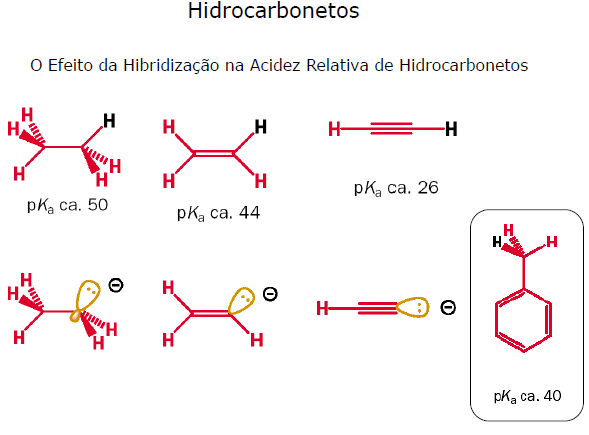 Hidrocarbonetos
O Efeito da Hibridização na Acidez Relativa de Hidrocarbonetos
H H H H H H
pKa ca. 50
H H H H
pKa ca. 44
H H
pKa ca. 26
H H H H H ⊖
H H H ⊖
H ⊖
H H H
pKa ca. 40